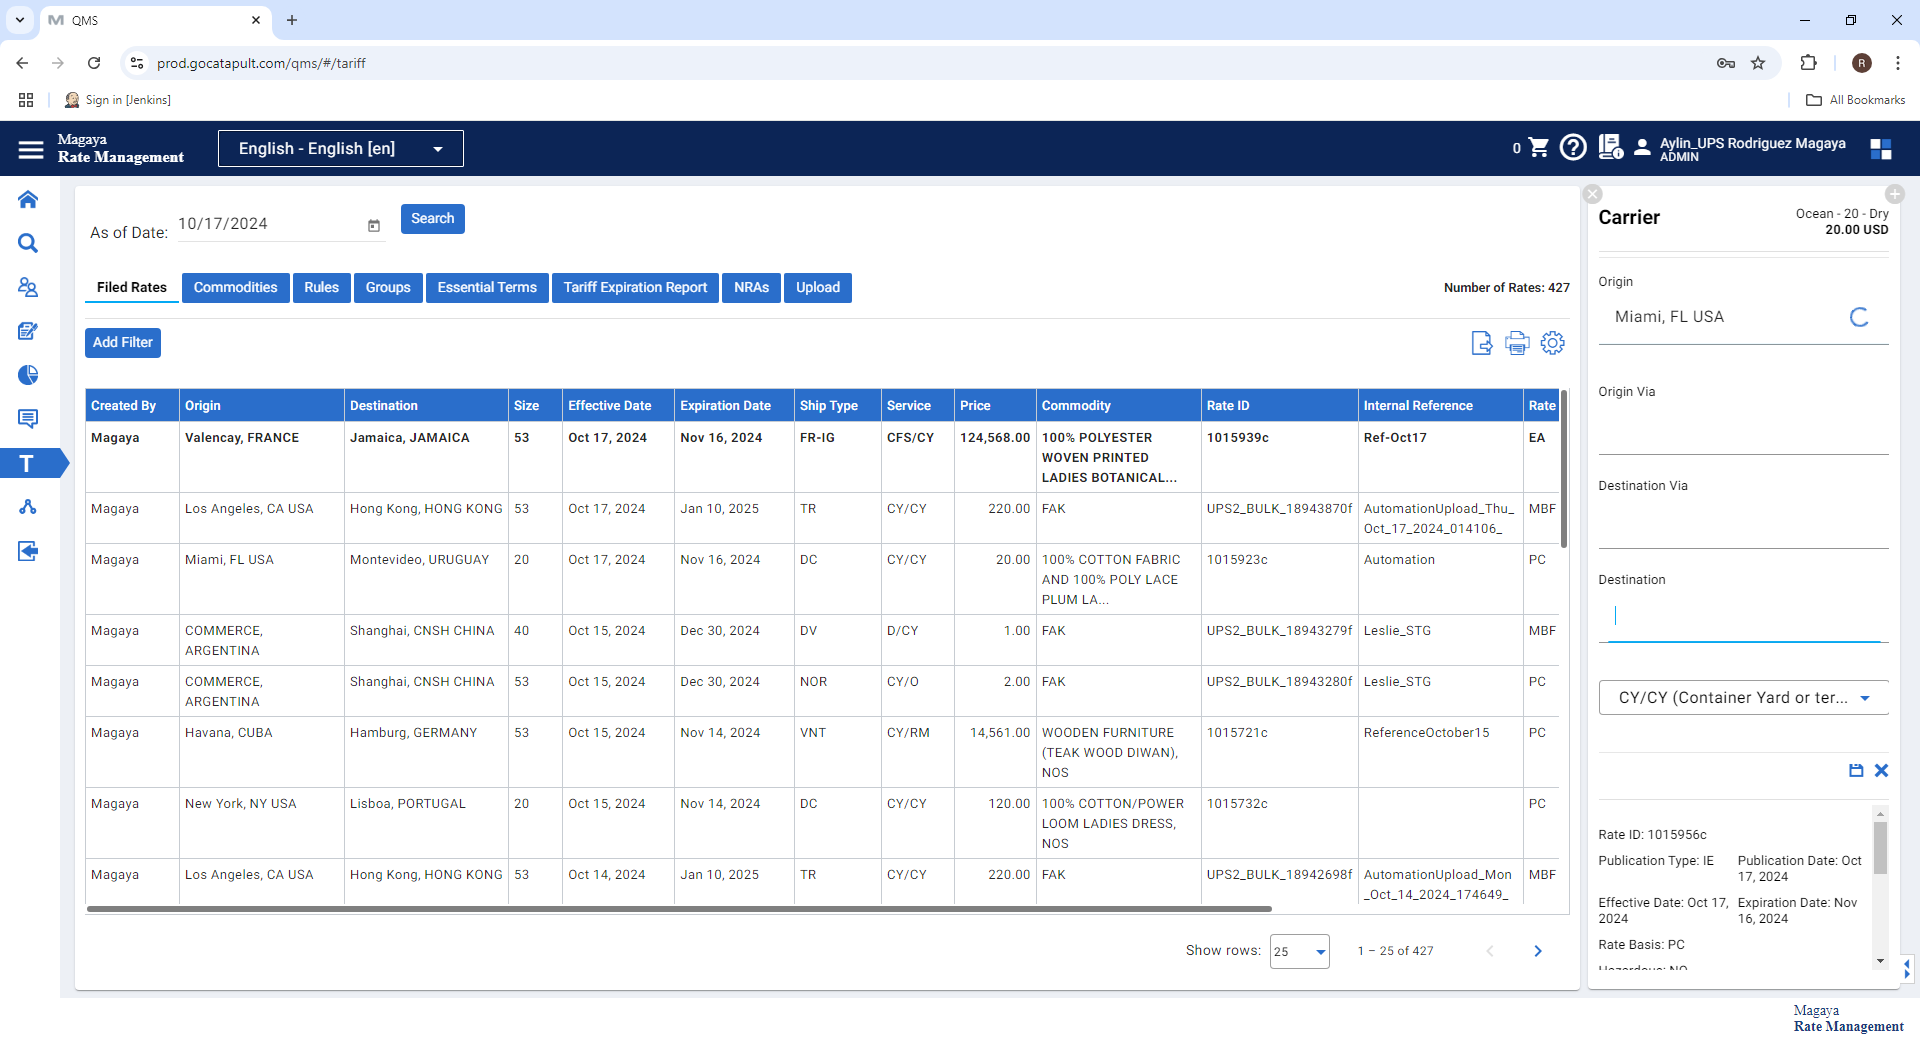 QMS
prod.gocatapult.com/qms/#/tariff
R
Sign in [Jenkins]
All Bookmarks
Magaya
Rate Management
English - English [en]
0
Aylin_UPS Rodriguez Magaya
ADMIN
As of Date: 10/17/2024
Search
Filed Rates Commodities Rules Groups Essential Terms Tariff Expiration Report NRAs Upload
Number of Rates: 427
Add Filter
Created By Origin Destination Size Effective Date Expiration Date Ship Type Service Price Commodity Rate ID Internal Reference Rate
Magaya Valencay, FRANCE Jamaica, JAMAICA 53 Oct 17, 2024 Nov 16, 2024 FR-IG CFS/CY 124,568.00 100% POLYESTER 1015939c Ref-Oct17 EA
WOVEN PRINTED
LADIES BOTANICAL...
Magaya Los Angeles, CA USA Hong Kong, HONG KONG 53 Oct 17, 2024 Jan 10, 2025 TR CY/CY 220.00 FAK UPS2_BULK_18943870f AutomationUpload_Thu_ MBF
Oct_17_2024_014106_
Magaya Miami, FL USA Montevideo, URUGUAY 20 Oct 17, 2024 Nov 16, 2024 DC CY/CY 20.00 100% COTTON FABRIC 1015923c Automation PC
AND 100% POLY LACE
PLUM LA...
Magaya COMMERCE, Shanghai, CNSH CHINA 40 Oct 15, 2024 Dec 30, 2024 DV D/CY 1.00 FAK UPS2_BULK_18943279f Leslie_STG MBF
ARGENTINA
Magaya COMMERCE, Shanghai, CNSH CHINA 53 Oct 15, 2024 Dec 30, 2024 NOR CY/O 2.00 FAK UPS2_BULK_18943280f Leslie_STG PC
ARGENTINA
Magaya Havana, CUBA Hamburg, GERMANY 53 Oct 15, 2024 Nov 14, 2024 VNT CY/RM 14,561.00 WOODEN FURNITURE 1015721c ReferenceOctober15 PC
(TEAK WOOD DIWAN),
NOS
Magaya New York, NY USA Lisboa, PORTUGAL 20 Oct 15, 2024 Nov 14, 2024 DC CY/CY 120.00 100% COTTON/POWER 1015732c PC
LOOM LADIES DRESS,
NOS
Magaya Los Angeles, CA USA Hong Kong, HONG KONG 53 Oct 14, 2024 Jan 10, 2025 TR CY/CY 220.00 FAK UPS2_BULK_18942698f AutomationUpload_Mon MBF
_Oct_14_2024_174649_
Show rows: 25 1 – 25 of 427
Carrier
Ocean - 20 - Dry
20.00 USD
Origin
Miami, FL USA
Origin Via
Destination Via
Destination
CY/CY (Container Yard or ter...
Rate ID: 1015956c
Publication Type: IE Publication Date: Oct
17, 2024
Effective Date: Oct 17, Expiration Date: Nov
2024 16, 2024
Rate Basis: PC
Hazardous: NO
T
Magaya
Rate Management